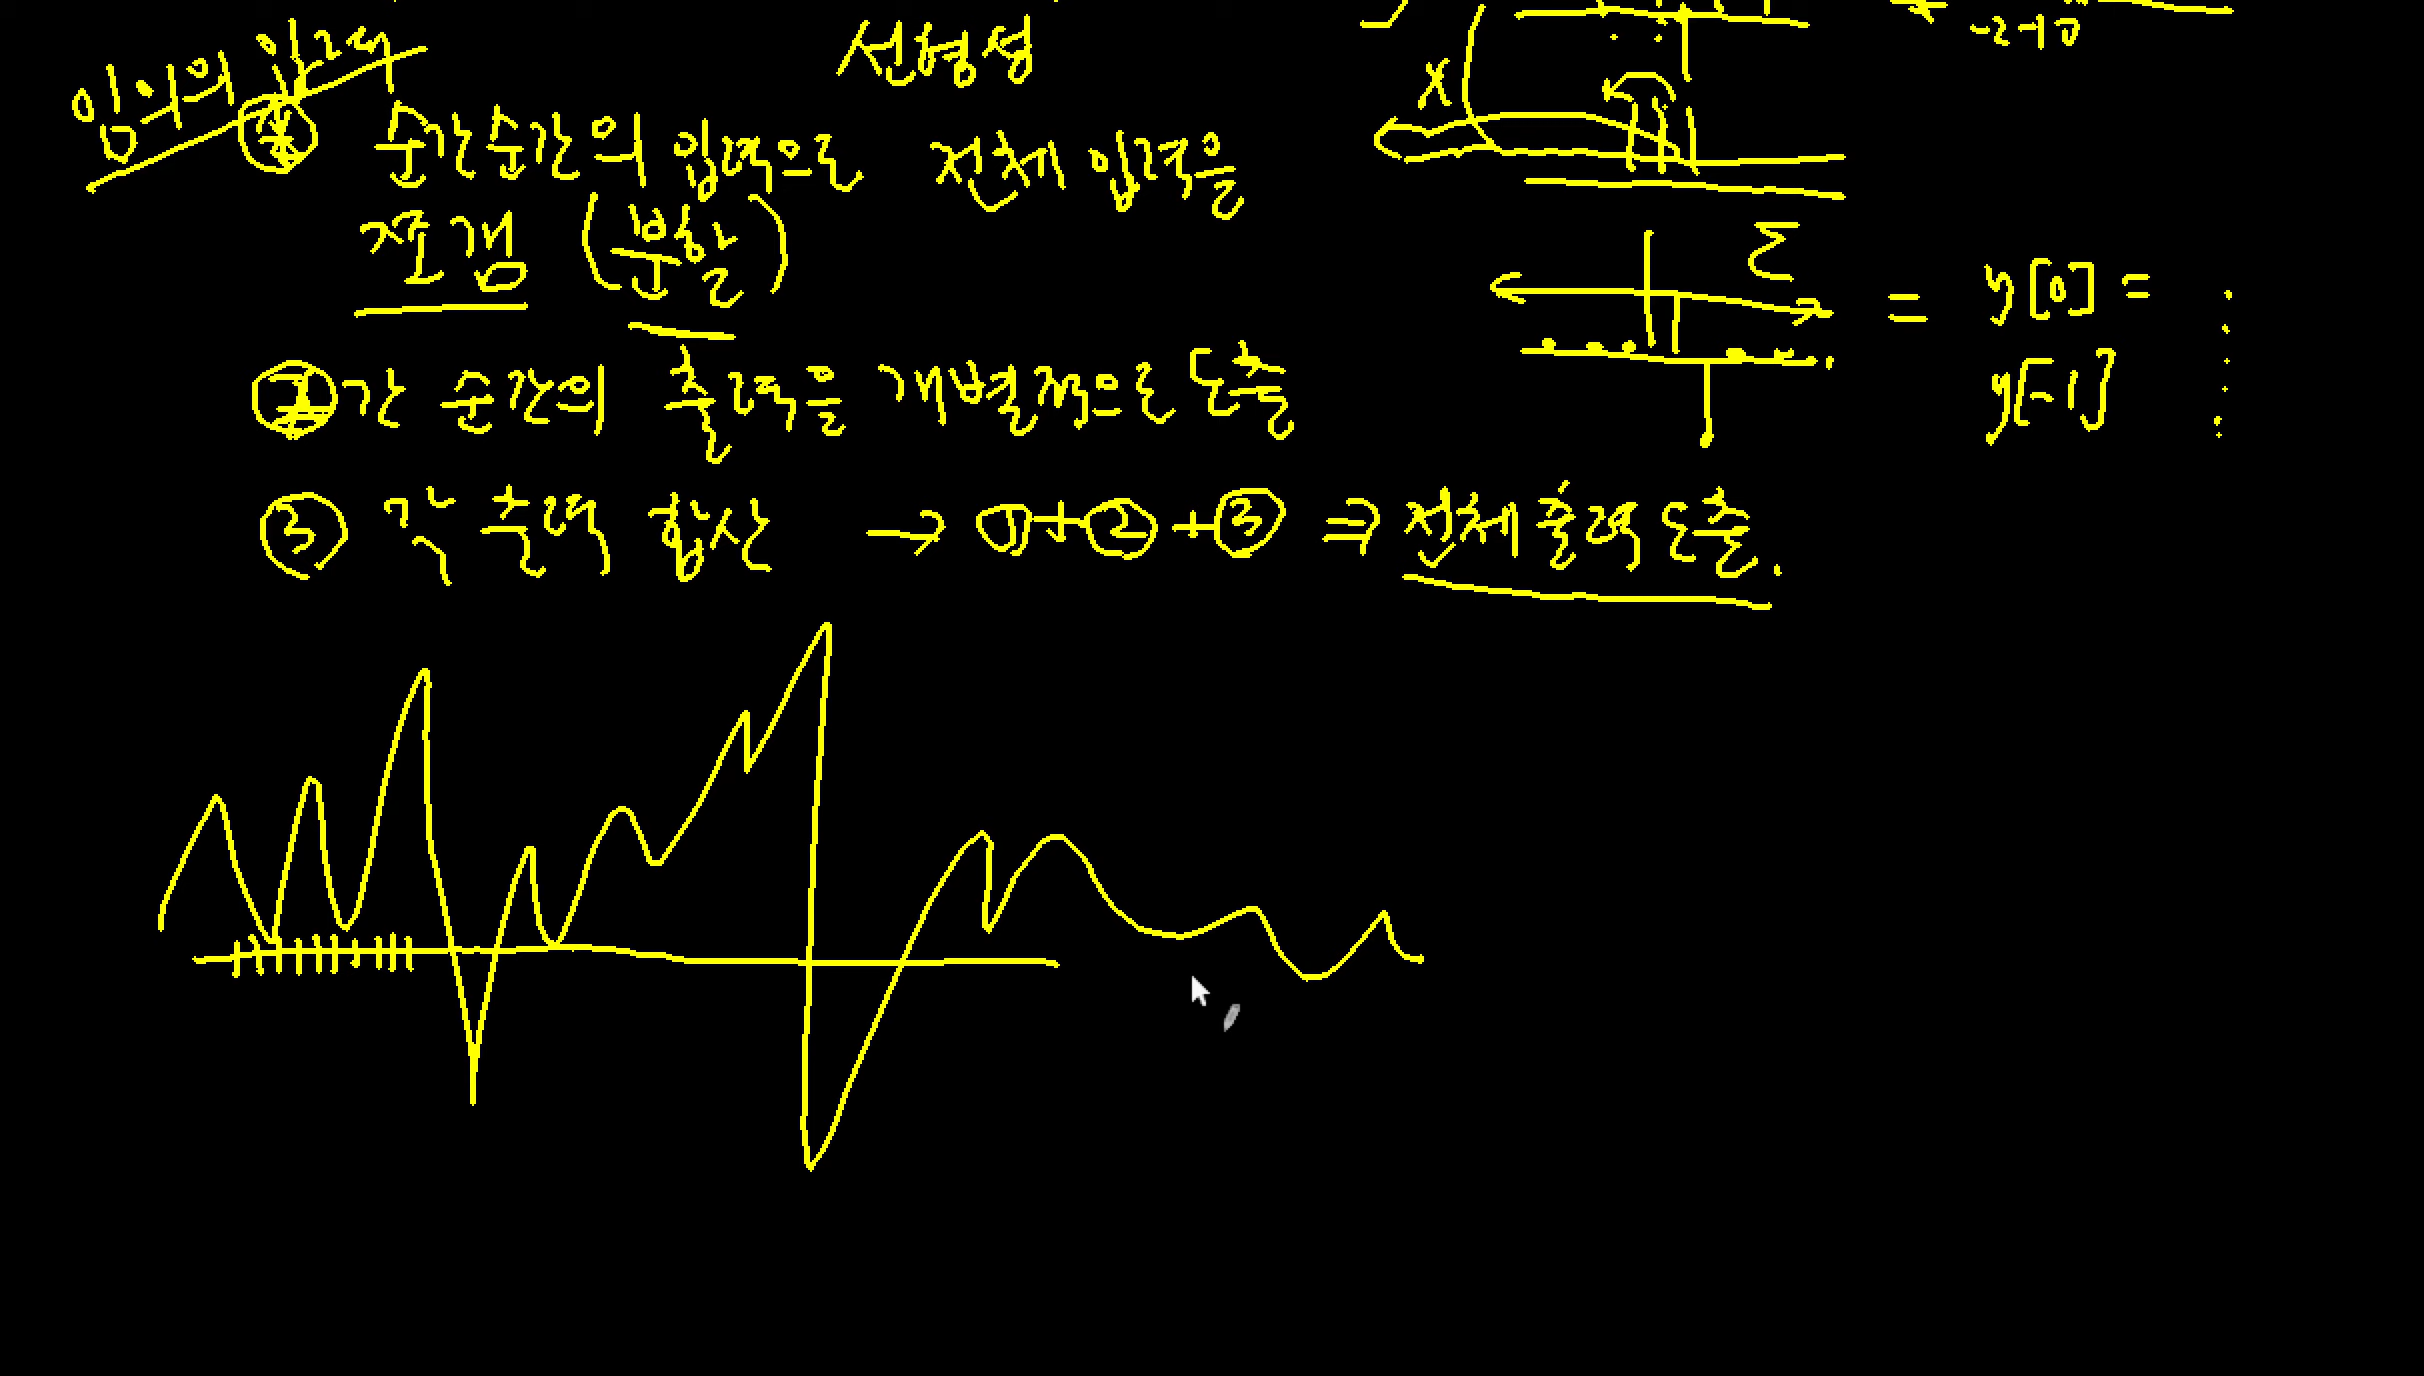 임의의 입력
선형성
-2-10
X
① 순간순간의 입력으로 전체 입력을
쪼갬 (분할)
Σ
= y[0] =
y[-1]
② 각 순간의 출력을 개별적으로 도출
③ 각 출력 합산 → ①+②+③ ⇒ 전체 출력 도출.